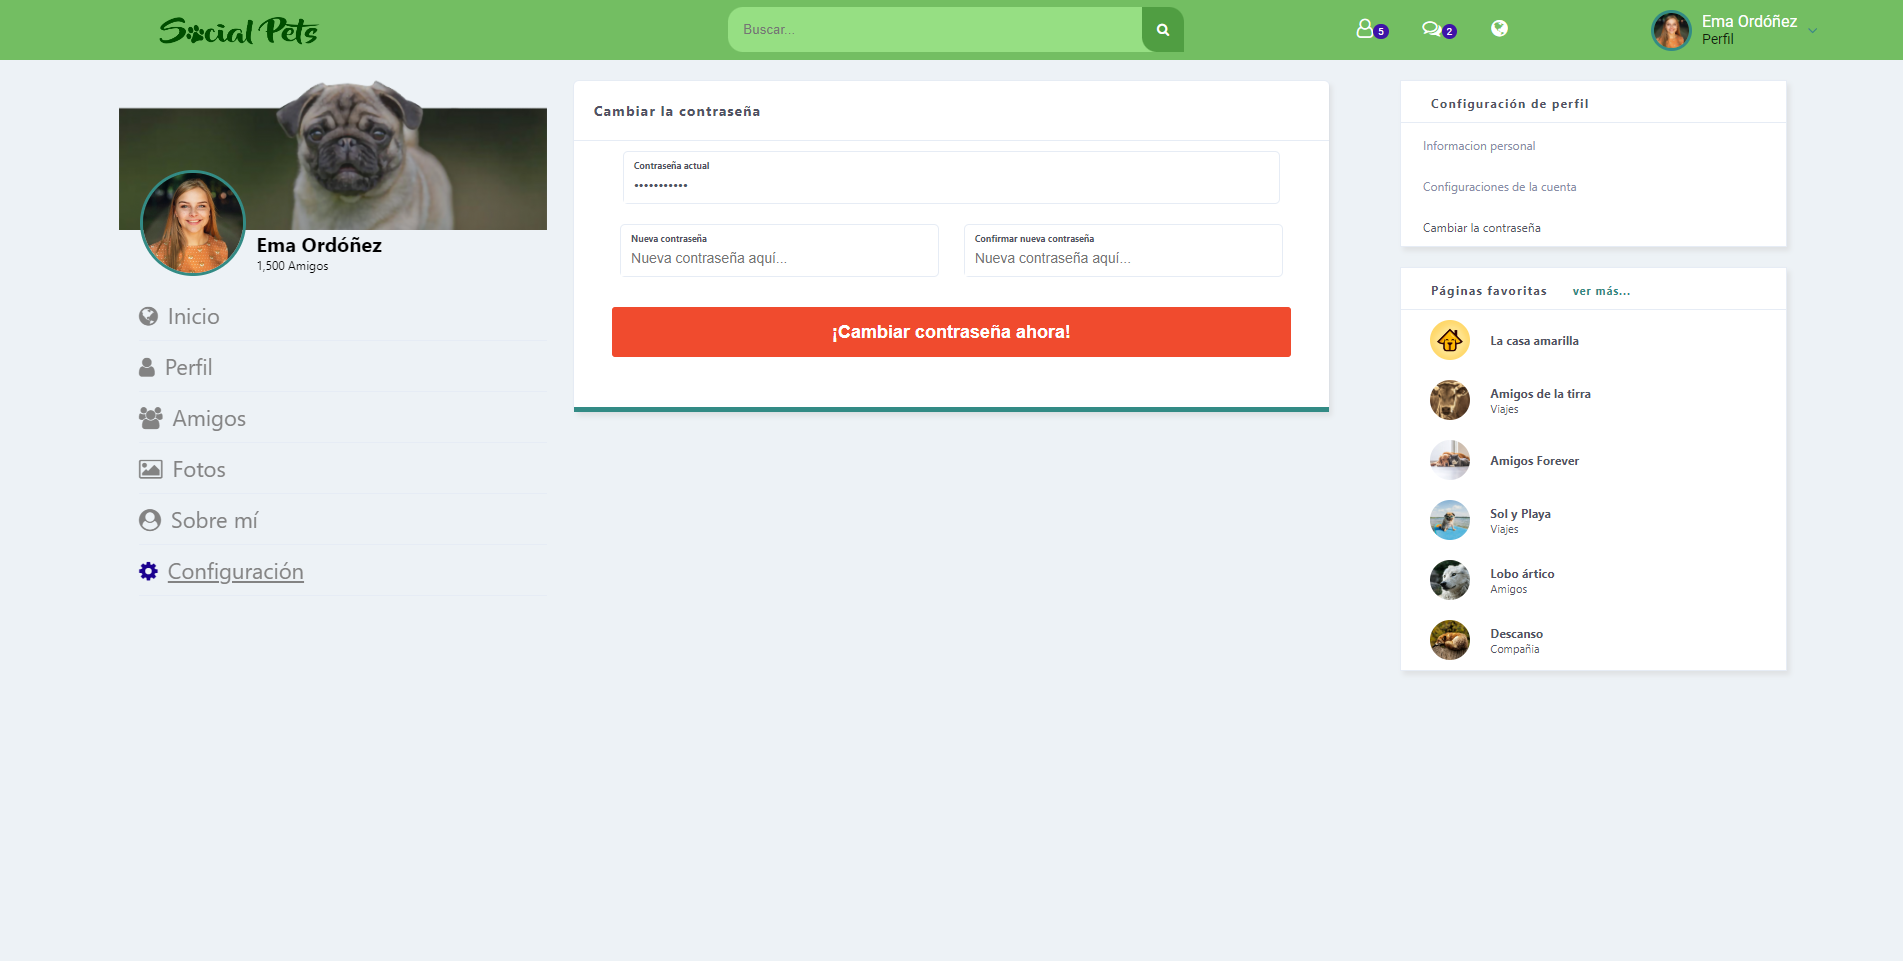 Social Pets
Buscar...
5
2
Ema Ordóñez
Perfil
Ema Ordóñez
1,500 Amigos
Inicio
Perfil
Amigos
Fotos
Sobre mí
Configuración
Cambiar la contraseña
Contraseña actual
•••••••••••
Nueva contraseña
Nueva contraseña aquí...
Confirmar nueva contraseña
Nueva contraseña aquí...
¡Cambiar contraseña ahora!
Configuración de perfil
Informacion personal
Configuraciones de la cuenta
Cambiar la contraseña
Páginas favoritas ver más...
La casa amarilla
Amigos de la tirra
Viajes
Amigos Forever
Sol y Playa
Viajes
Lobo ártico
Amigos
Descanso
Compañia